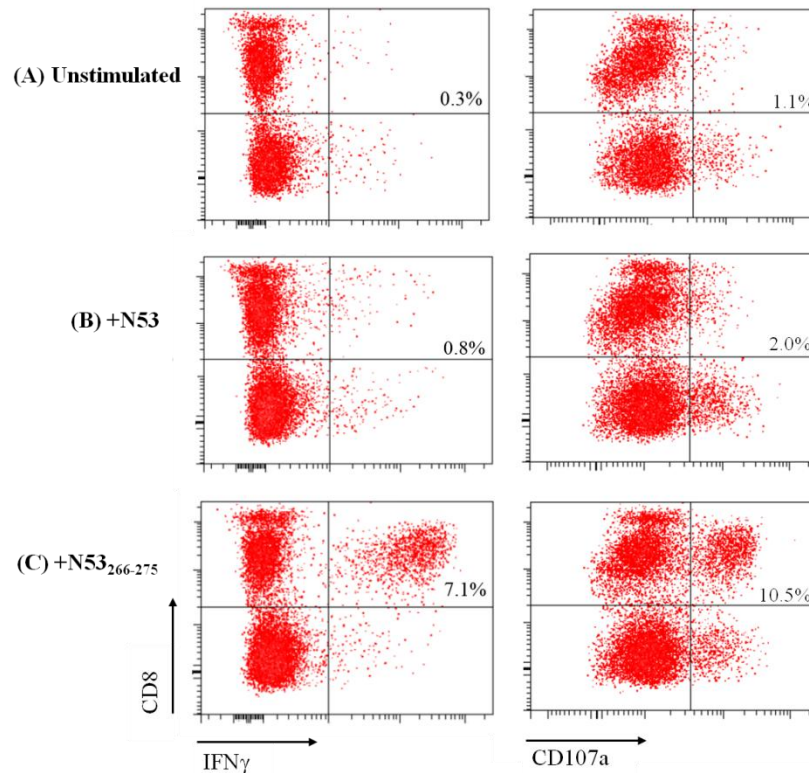 (A) Unstimulated
0.3%
1.1%
(B) +N53
0.8%
2.0%
(C) +N53266-275
7.1%
10.5%
CD8
IFNγ
CD107a